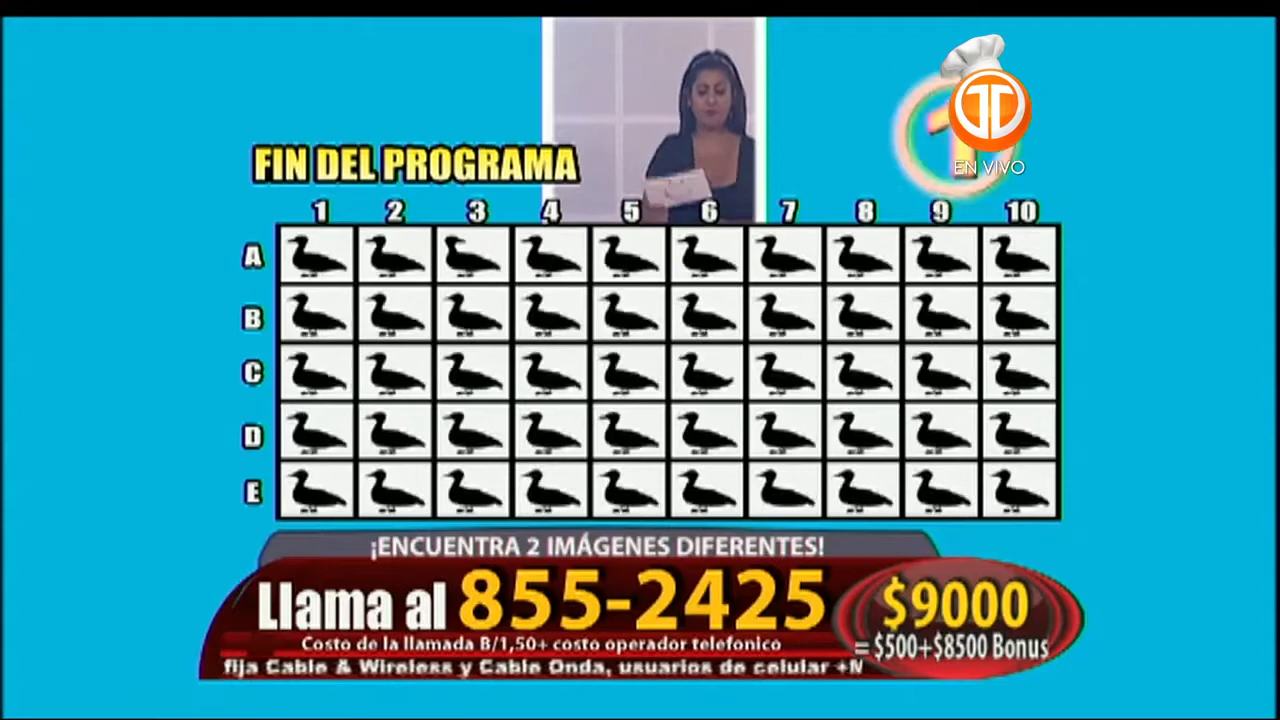 EN VIVO
FIN DEL PROGRAMA
1 2 3 4 5 6 7 8 9 10
A
B
C
D
E
¡ENCUENTRA 2 IMÁGENES DIFERENTES!
Llama al 855-2425
$9000
= $500+$8500 Bonus
Costo de la llamada B/1,50+ costo operador telefonico
fija Cable & Wireless y Cable Onda, usuarios de celular +M